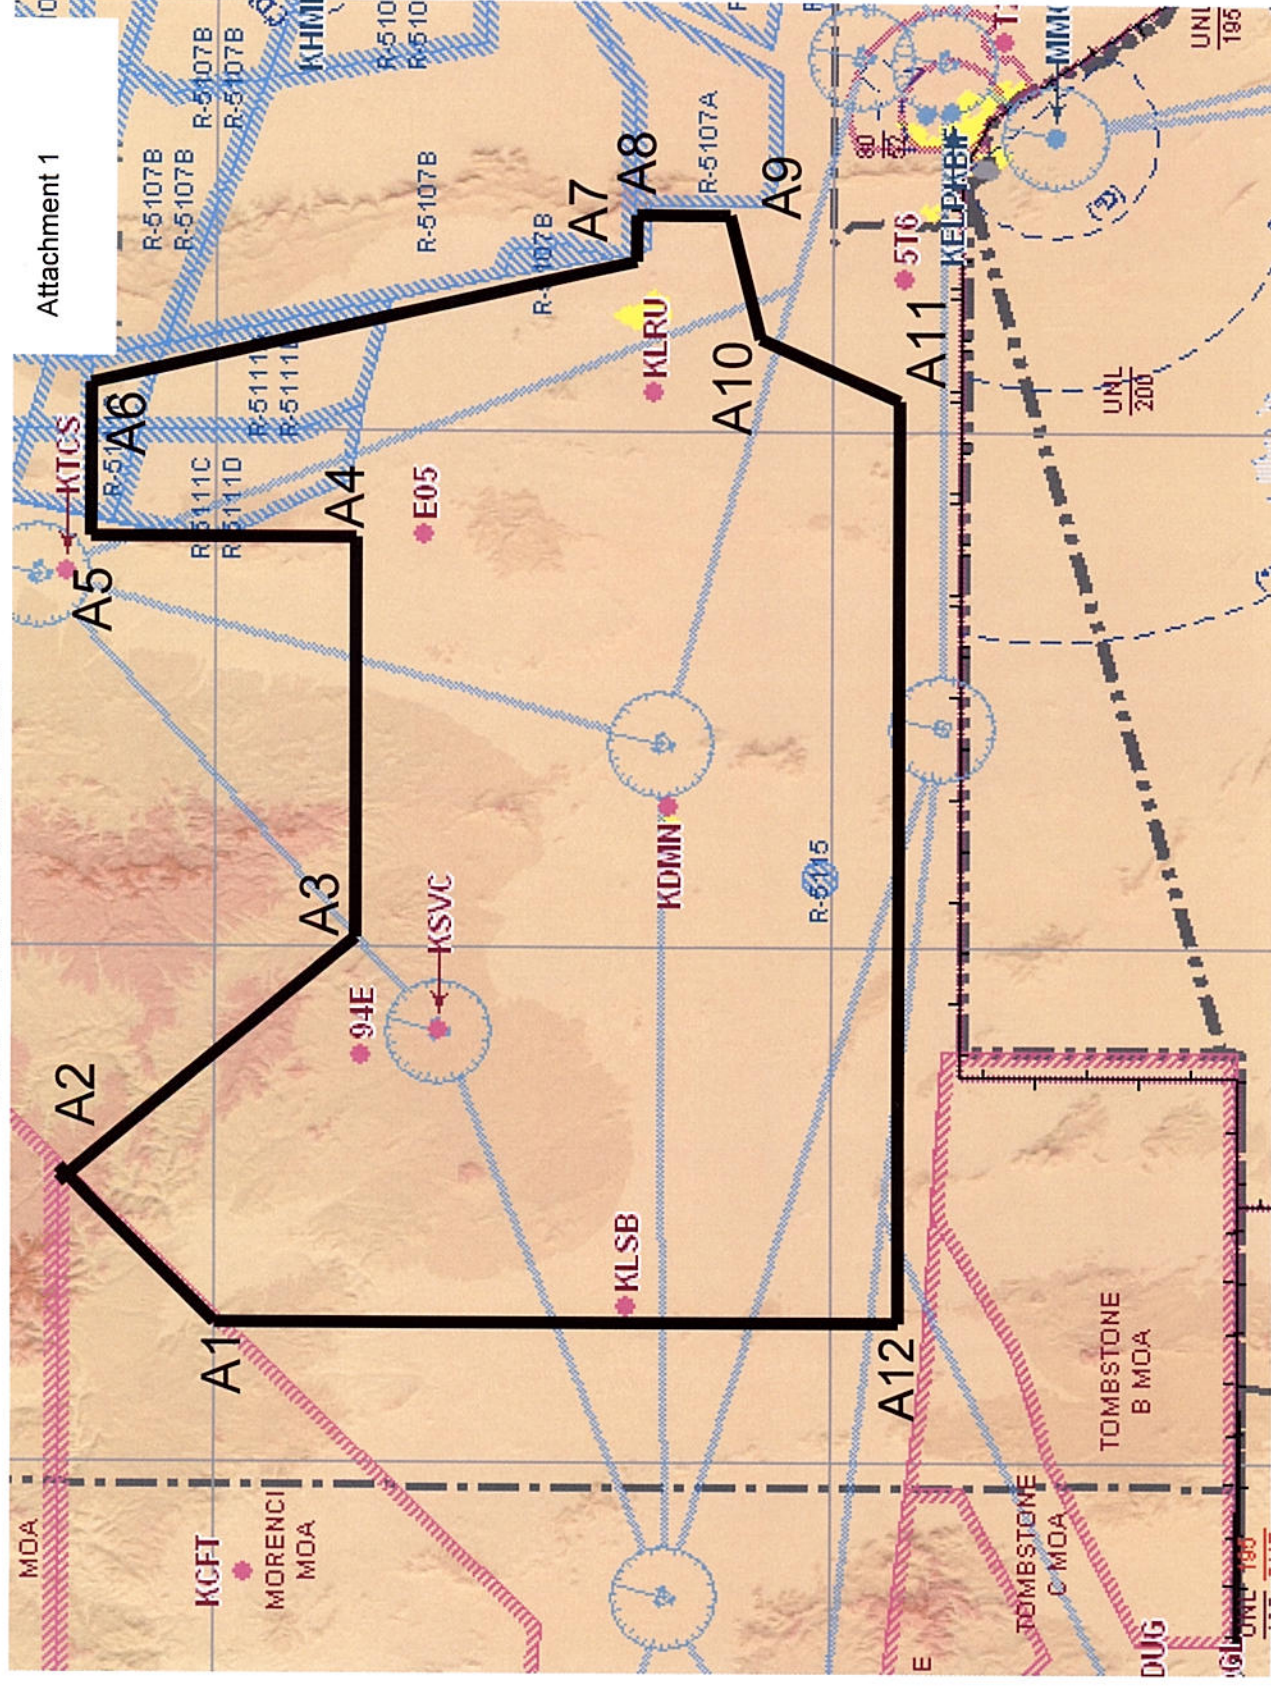 Attachment 1
MOA
KCFT
MORENCI
MOA
A1
A2
A3
94E
KSVC
KLSB
A12
TOMBSTONE
B MOA
TOMBSTONE
C MOA
E
DUG
KDMN
R-5115
A4
E05
A5
KTCS
A6
R-5111C
R-5111D
R-5107B
R-5107B
R-5107B
R-5107B
R-5107B
A7
A8
R-5107A
A9
KLRU
A10
A11
5T6
UNL
200
UNL
195